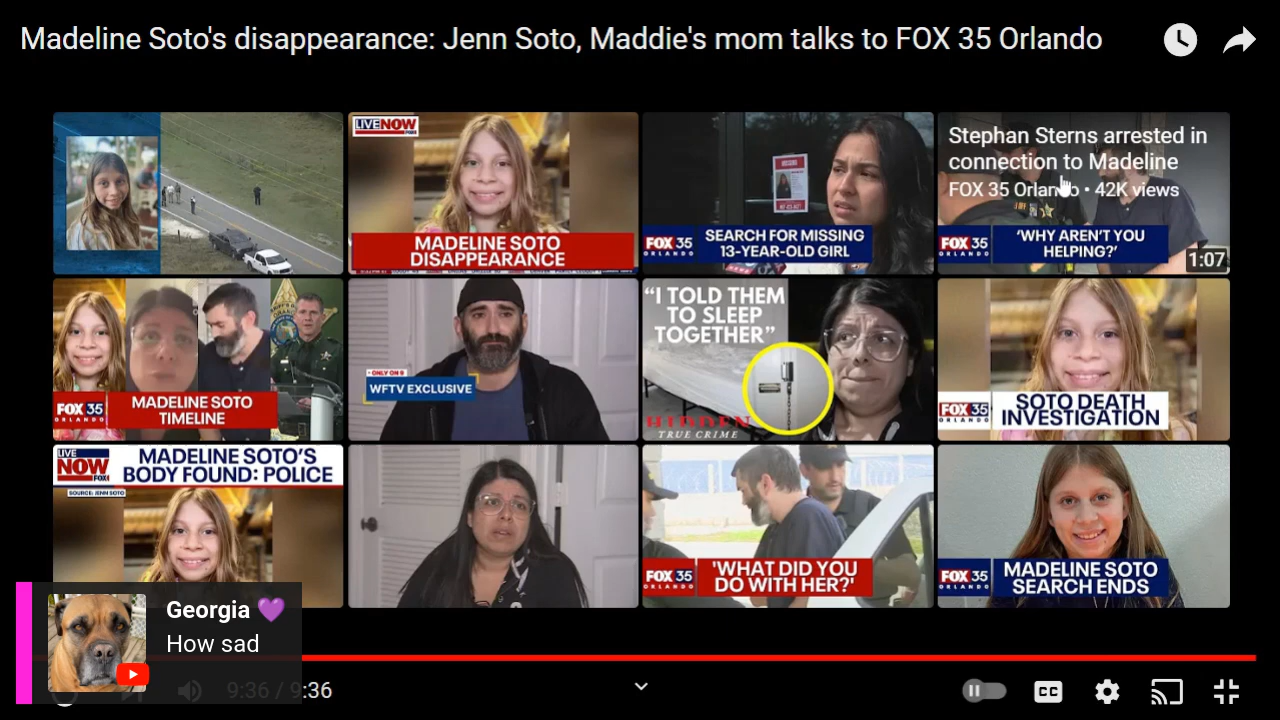 Madeline Soto's disappearance: Jenn Soto, Maddie's mom talks to FOX 35 Orlando
LIVENOW
FOX
MADELINE SOTO
DISAPPEARANCE
MISSING
FOX 35
ORLANDO
SEARCH FOR MISSING
13-YEAR-OLD GIRL
Stephan Sterns arrested in
connection to Madeline
FOX 35 Orlando • 42K views
FOX 35
ORLANDO
'WHY AREN'T YOU
HELPING?'
1:07
FOX 35
ORLANDO
MADELINE SOTO
TIMELINE
ONLY ON 9
WFTV EXCLUSIVE
“I TOLD THEM
TO SLEEP
TOGETHER”
HIDDEN
TRUE CRIME
FOX 35
ORLANDO
SOTO DEATH
INVESTIGATION
LIVE
NOW
FOX
MADELINE SOTO'S
BODY FOUND: POLICE
SOURCE: JENN SOTO
FOX 35
ORLANDO
'WHAT DID YOU
DO WITH HER?'
FOX 35
ORLANDO
MADELINE SOTO
SEARCH ENDS
Georgia 💜
How sad
9:36 / 9:36
CC